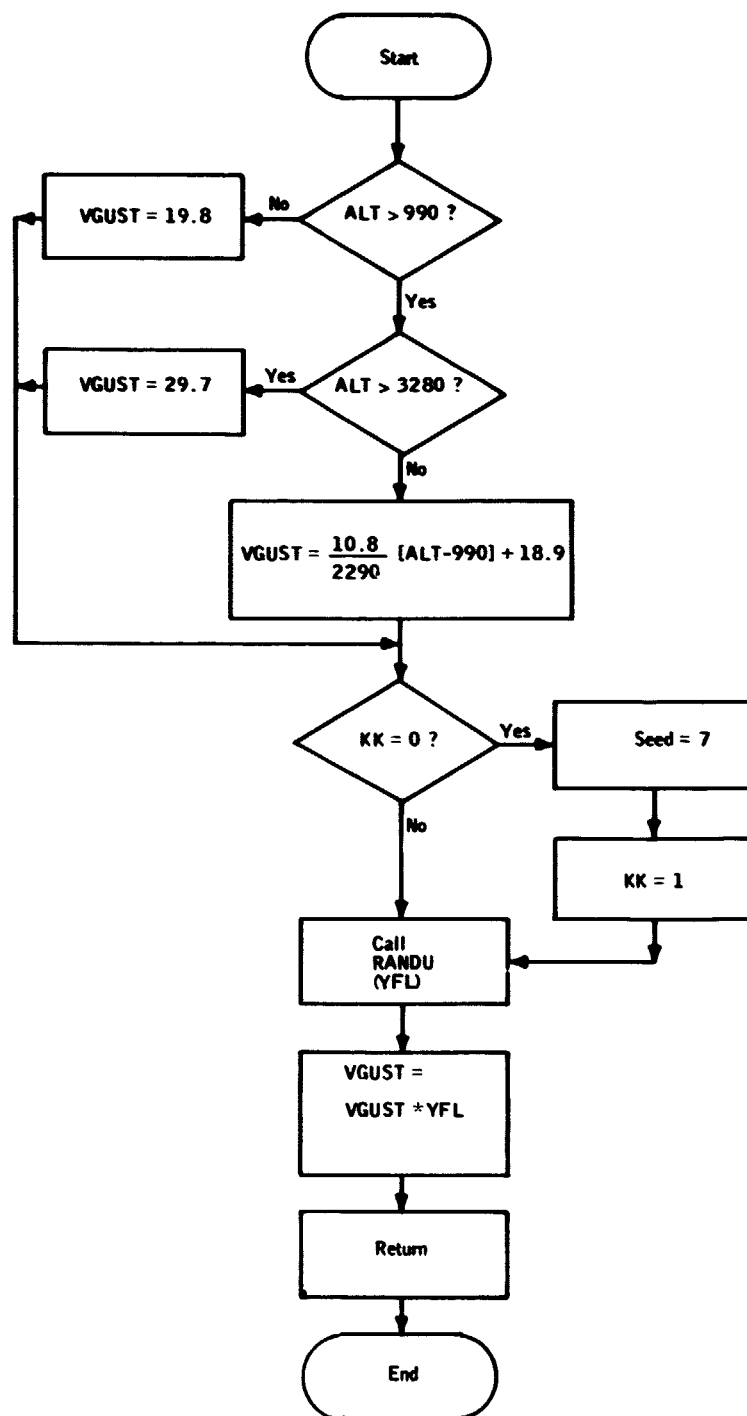 Start
ALT > 990 ?
No
VGUST = 19.8
Yes
ALT > 3280 ?
Yes
VGUST = 29.7
No
VGUST = 10.8/2290 [ALT-990] + 18.9
KK = 0 ?
Yes
Seed = 7
No
KK = 1
Call
RANDU
(YFL)
VGUST =
VGUST * YFL
Return
End